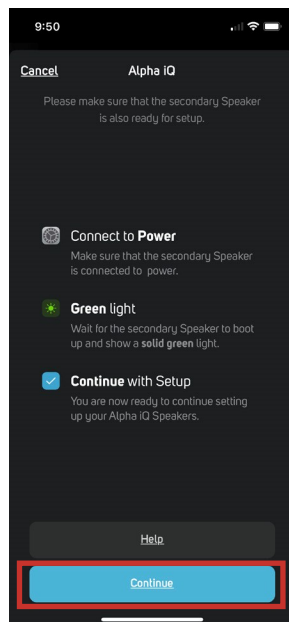 9:50
Cancel
Alpha iQ
Please make sure that the secondary Speaker
is also ready for setup.
Connect to Power
Make sure that the secondary Speaker
is connected to power.
Green light
Wait for the secondary Speaker to boot
up and show a solid green light.
Continue with Setup
You are now ready to continue setting
up your Alpha iQ Speakers.
Help
Continue